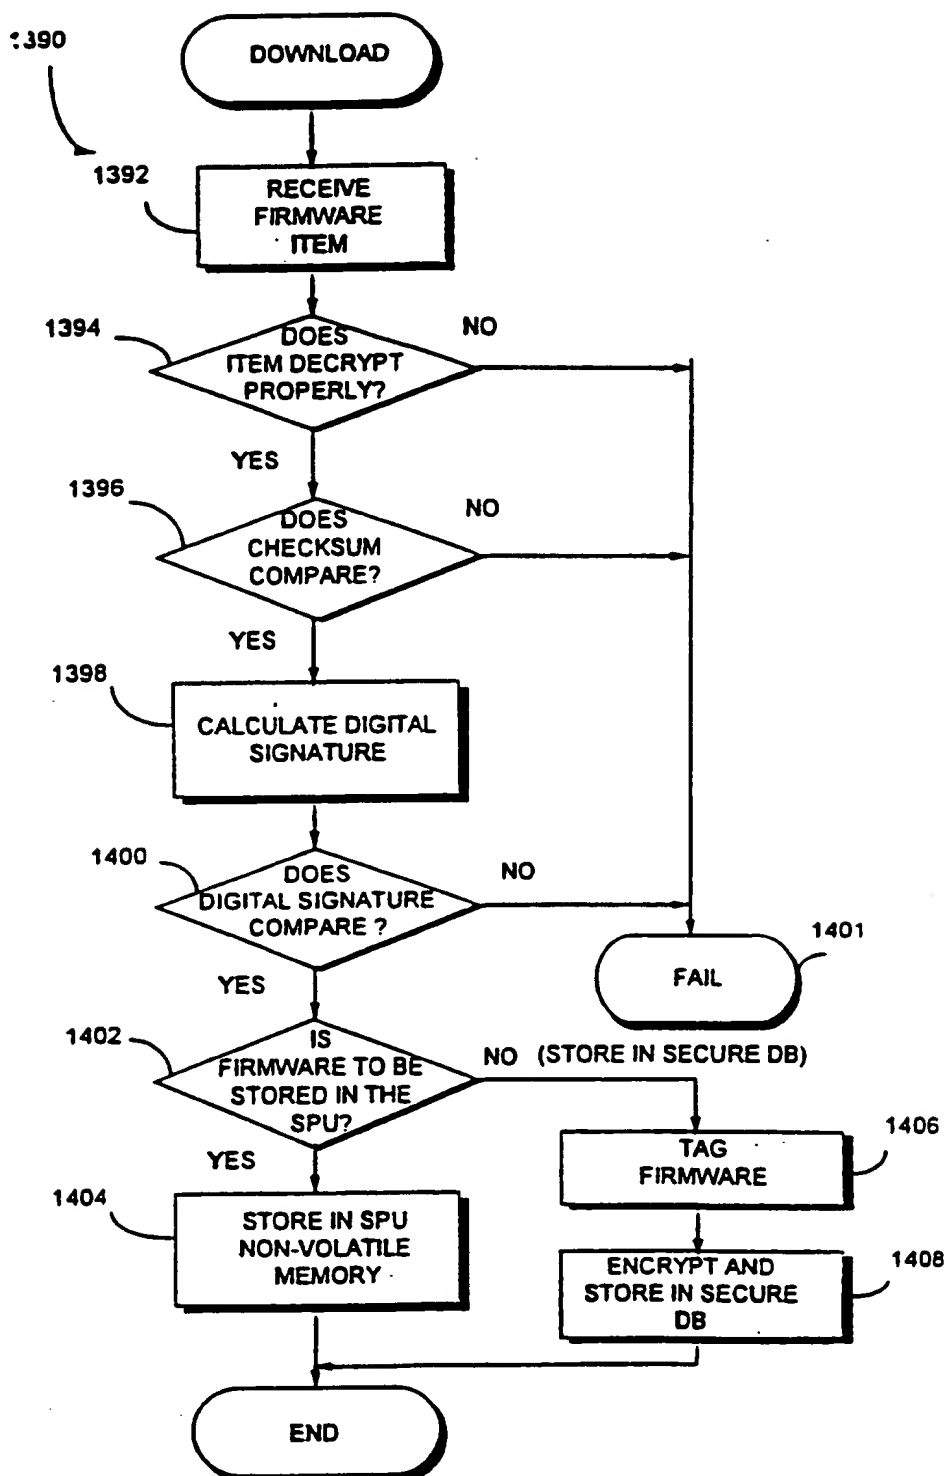 1390
DOWNLOAD
1392
RECEIVE
FIRMWARE
ITEM
1394
DOES
ITEM DECRYPT
PROPERLY?
NO
YES
1396
DOES
CHECKSUM
COMPARE?
NO
YES
1398
CALCULATE DIGITAL
SIGNATURE
1400
DOES
DIGITAL SIGNATURE
COMPARE ?
NO
1401
FAIL
YES
1402
IS
FIRMWARE TO BE
STORED IN THE
SPU?
NO (STORE IN SECURE DB)
1406
TAG
FIRMWARE
YES
1404
STORE IN SPU
NON-VOLATILE
MEMORY
1408
ENCRYPT AND
STORE IN SECURE
DB
END